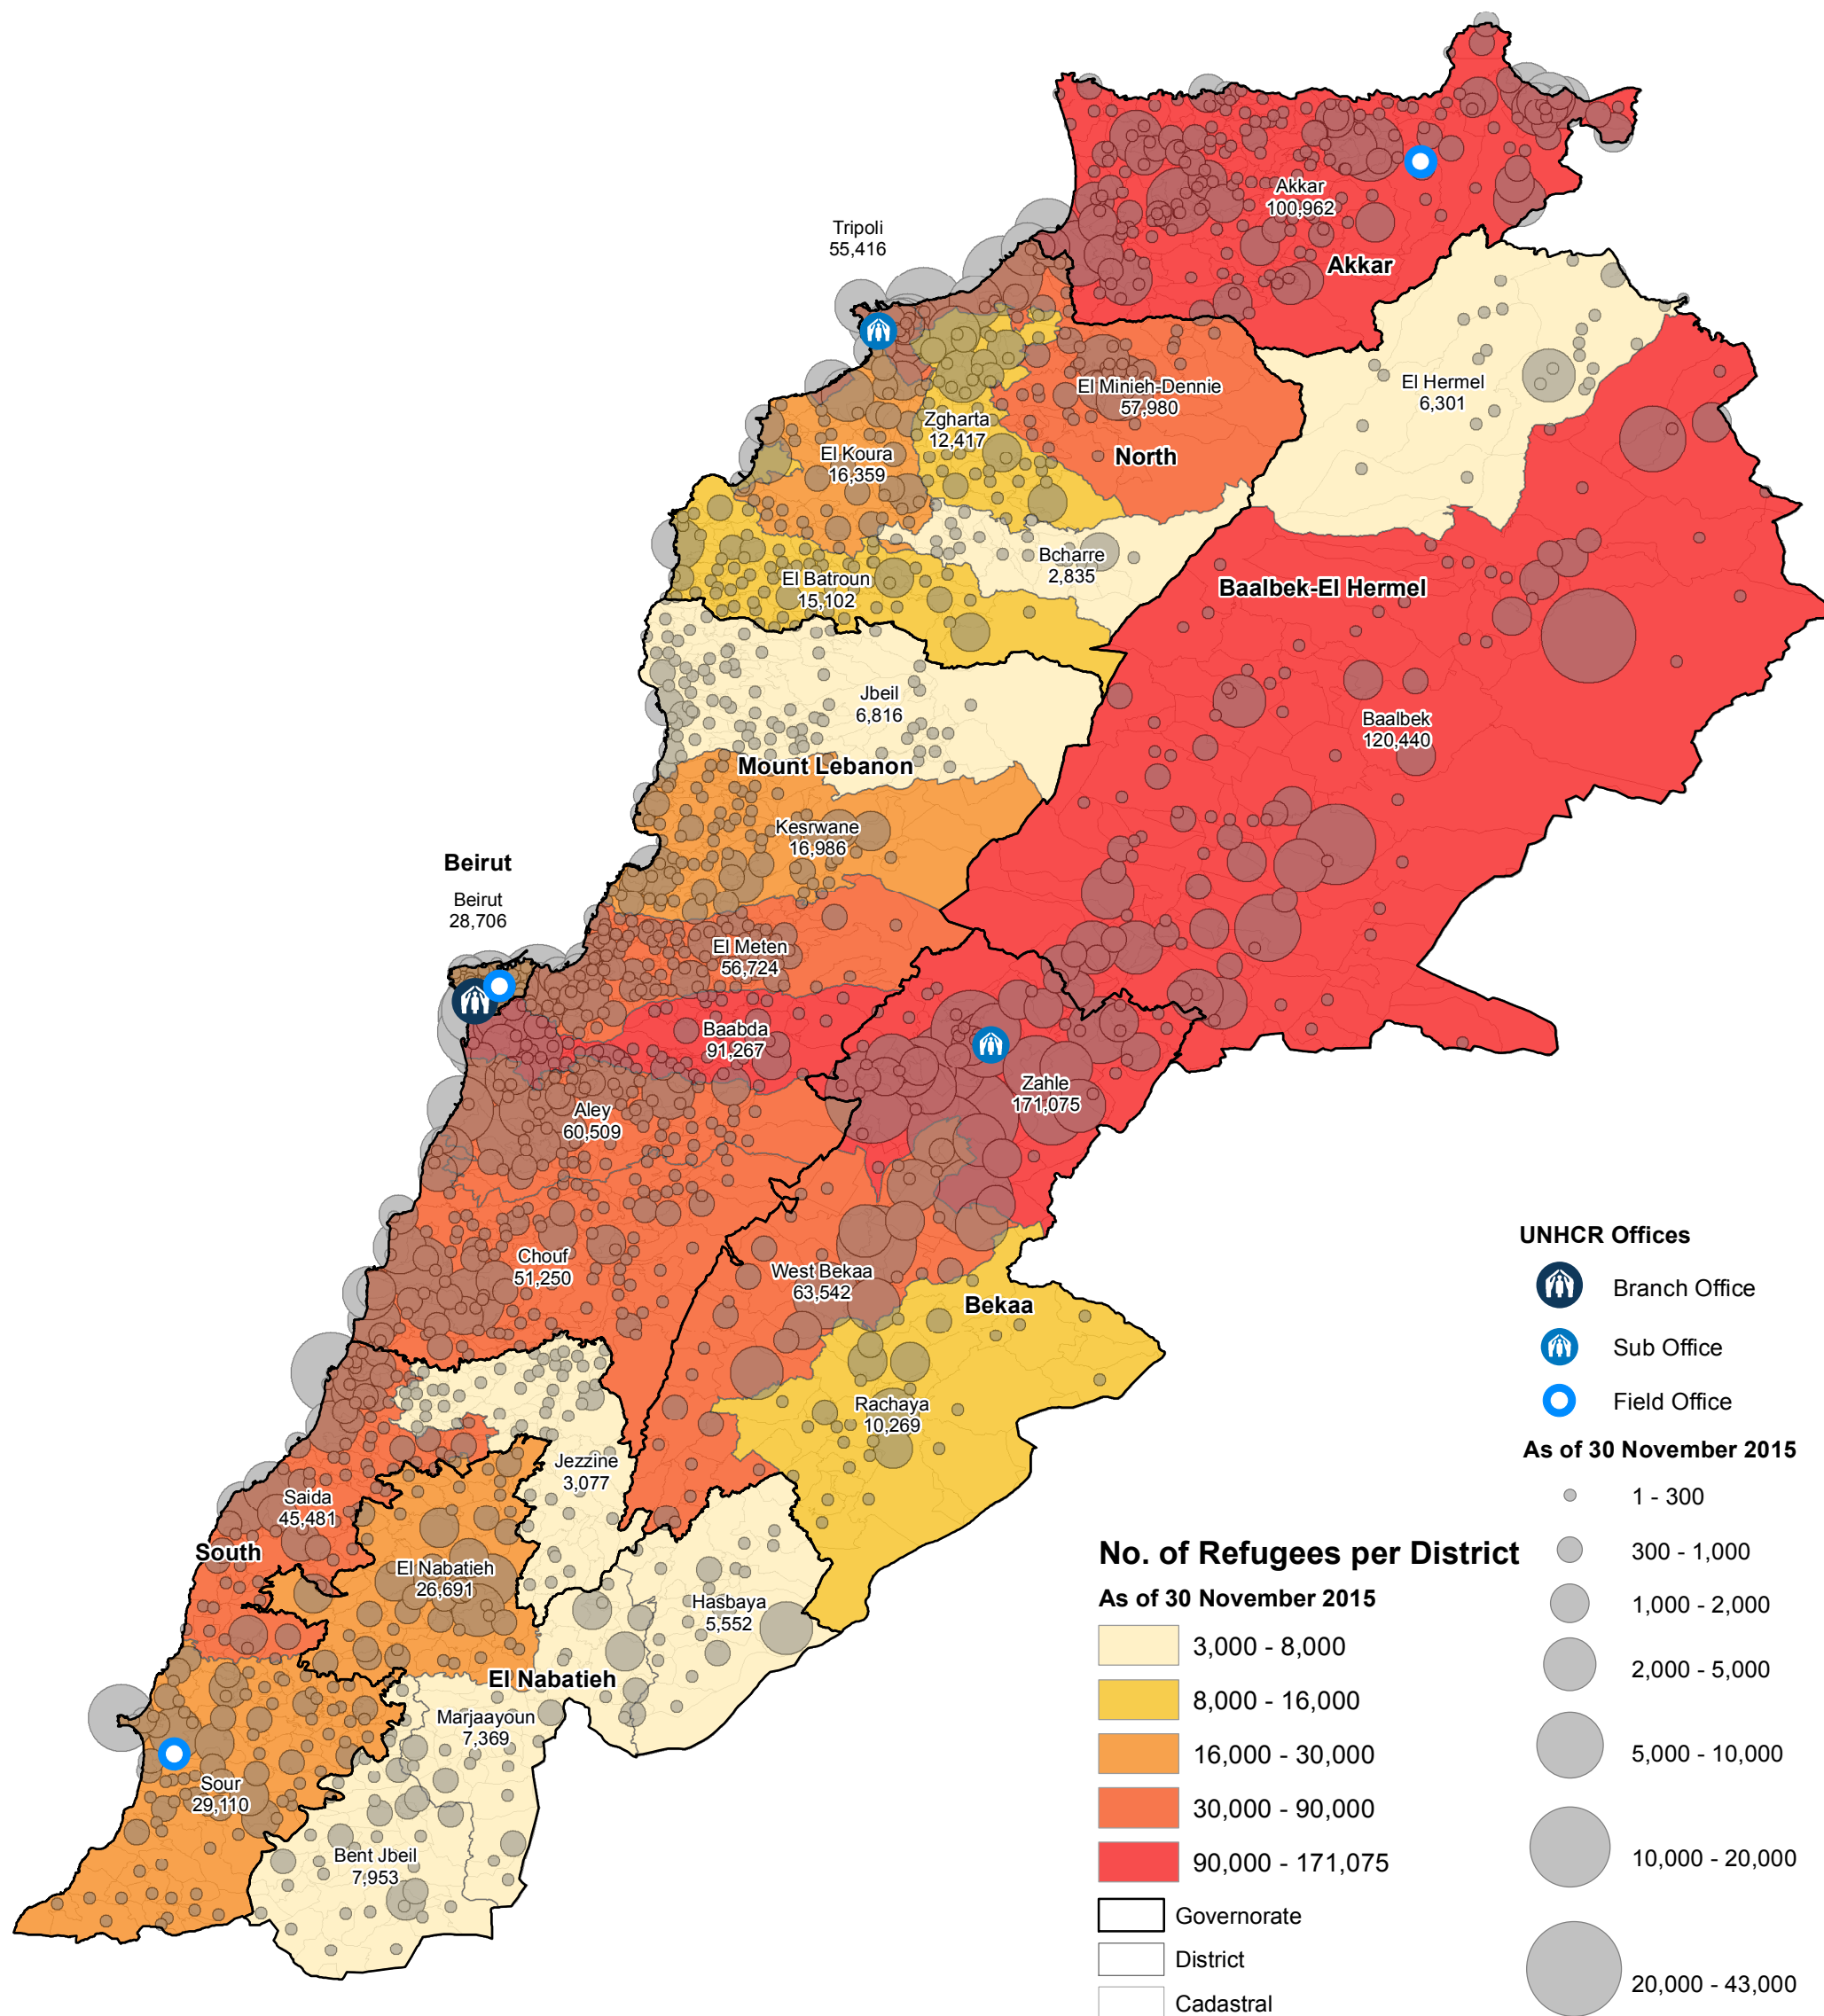 Akkar
100,962
Akkar
Tripoli
55,416
El Hermel
6,301
El Minieh-Dennie
57,980
Zgharta
12,417
El Koura
16,359
North
Bcharre
2,835
El Batroun
15,102
Baalbek-El Hermel
Jbeil
6,816
Baalbek
120,440
Mount Lebanon
Kesrwane
16,986
Beirut
Beirut
28,706
El Meten
56,724
Baabda
91,267
Zahle
171,075
Aley
60,509
Chouf
51,250
West Bekaa
63,542
Bekaa
Rachaya
10,269
Jezzine
3,077
Saida
45,481
South
El Nabatieh
26,691
Hasbaya
5,552
El Nabatieh
Marjaayoun
7,369
Sour
29,110
Bent Jbeil
7,953
UNHCR Offices
Branch Office
Sub Office
Field Office
As of 30 November 2015
1 - 300
300 - 1,000
1,000 - 2,000
2,000 - 5,000
5,000 - 10,000
10,000 - 20,000
20,000 - 43,000
No. of Refugees per District
As of 30 November 2015
3,000 - 8,000
8,000 - 16,000
16,000 - 30,000
30,000 - 90,000
90,000 - 171,075
Governorate
District
Cadastral